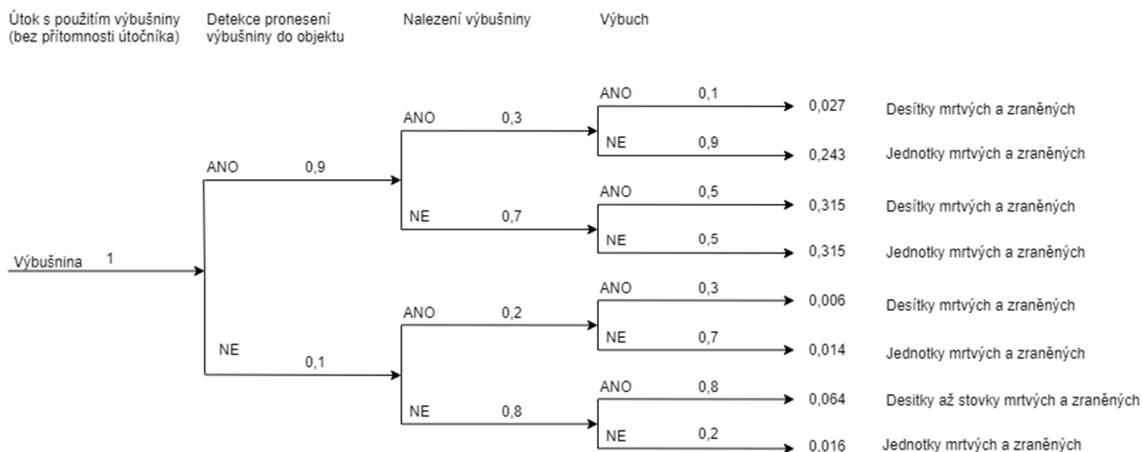 Útok s použitím výbušniny
(bez přítomnosti útočníka)
Detekce pronesení
výbušniny do objektu
Nalezení výbušniny
Výbuch
ANO 0,1 0,027 Desítky mrtvých a zraněných
ANO 0,3
NE 0,9 0,243 Jednotky mrtvých a zraněných
ANO 0,9
ANO 0,5 0,315 Desítky mrtvých a zraněných
NE 0,7
NE 0,5 0,315 Jednotky mrtvých a zraněných
Výbušnina 1
ANO 0,3 0,006 Desítky mrtvých a zraněných
ANO 0,2
NE 0,7 0,014 Jednotky mrtvých a zraněných
NE 0,1
ANO 0,8 0,064 Desitky až stovky mrtvých a zraněných
NE 0,8
NE 0,2 0,016 Jednotky mrtvých a zraněných